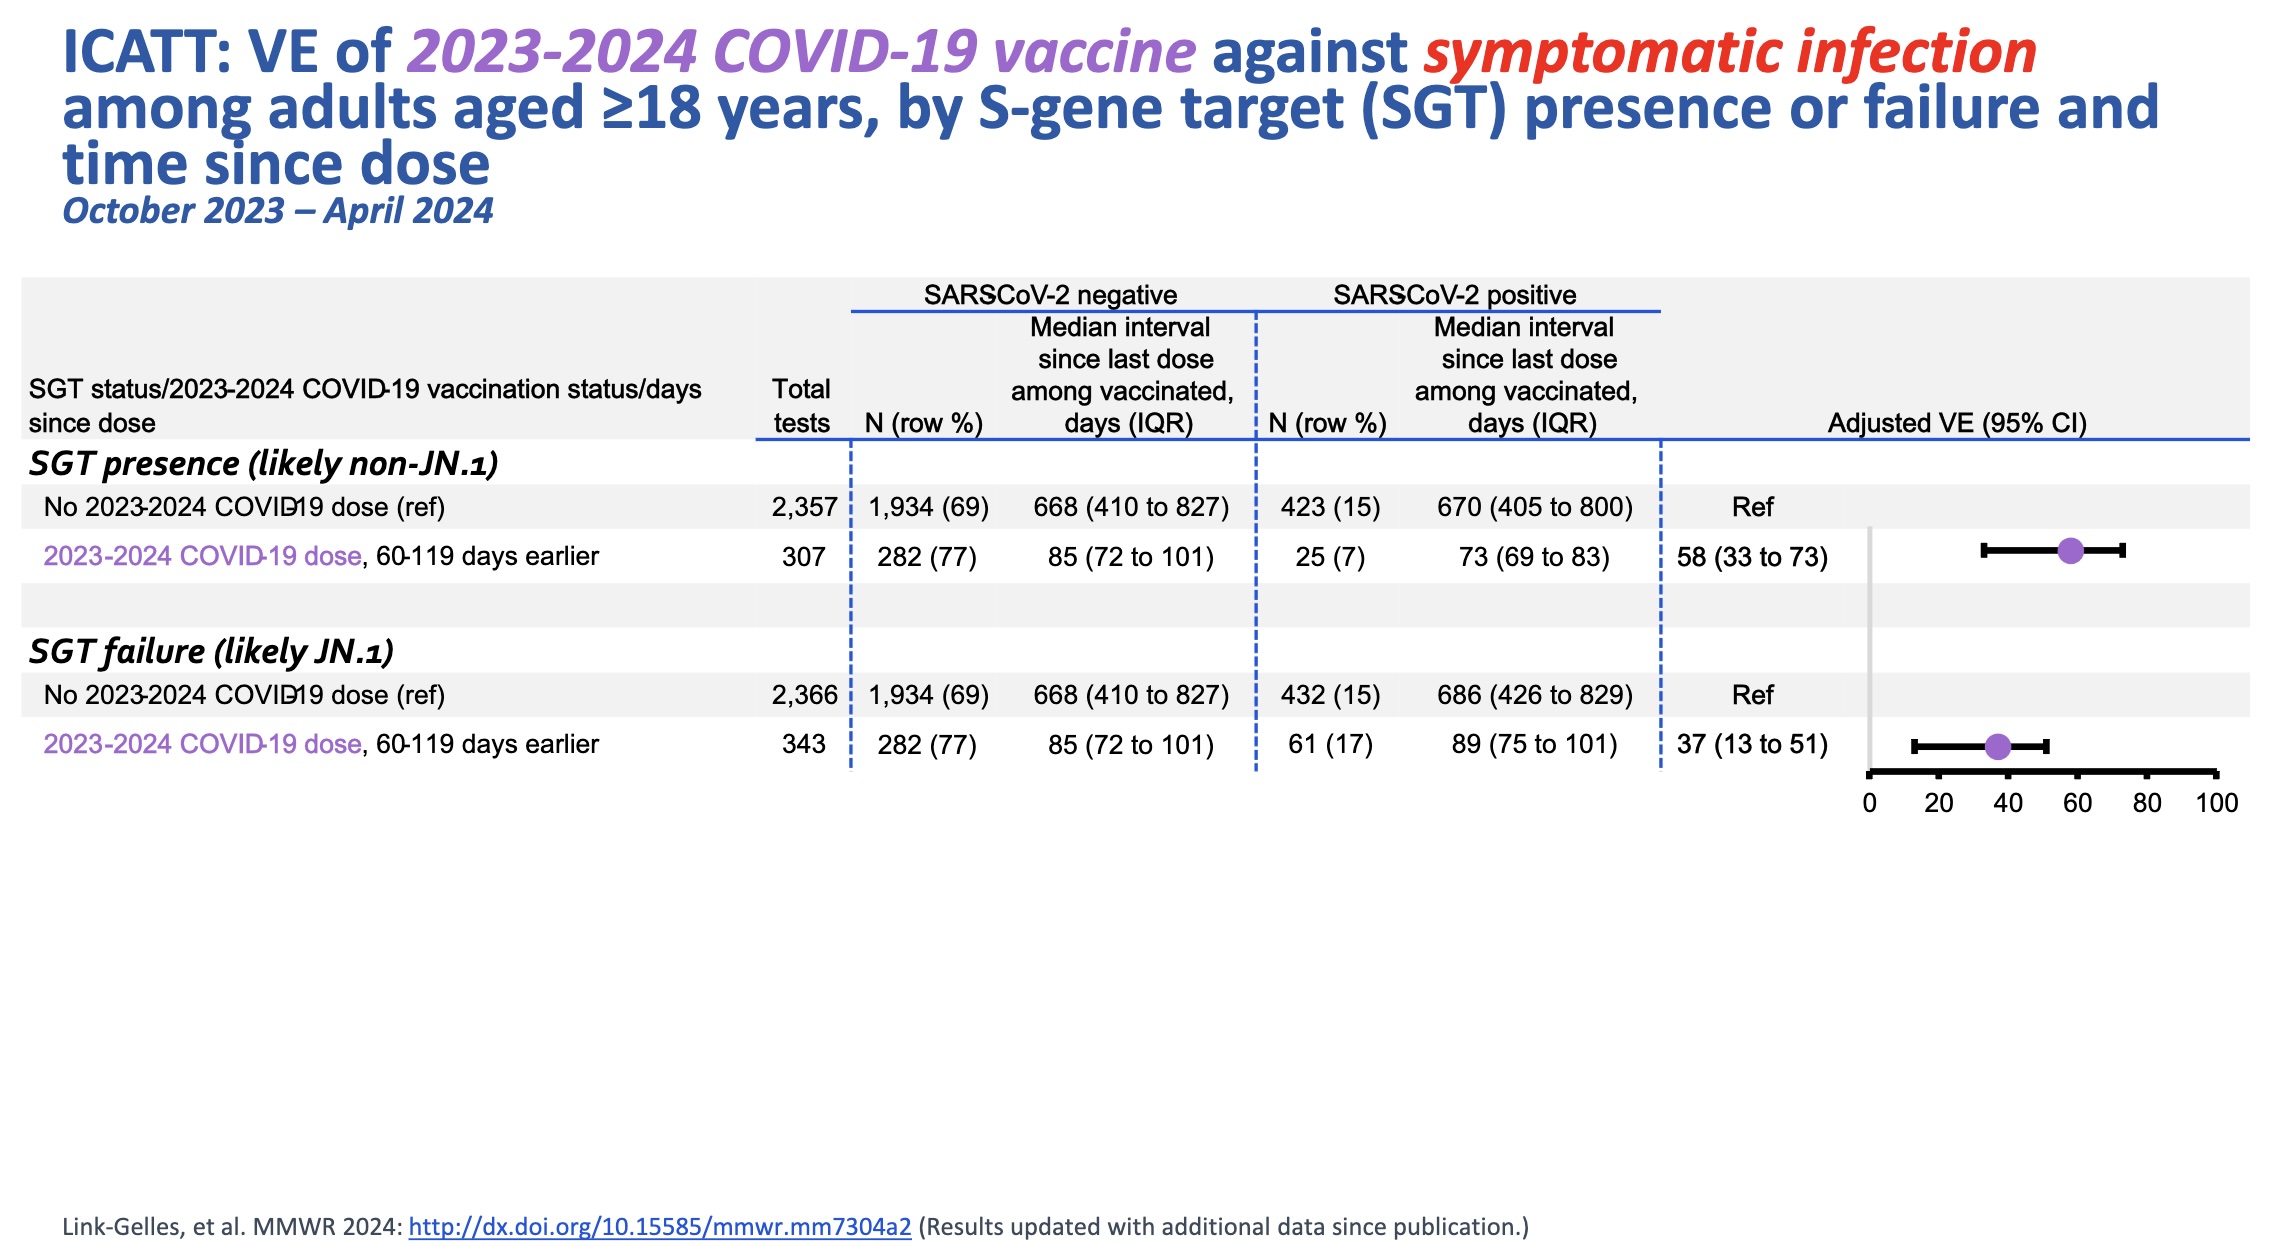 ICATT: VE of 2023-2024 COVID-19 vaccine against symptomatic infection
among adults aged ≥18 years, by S-gene target (SGT) presence or failure and
time since dose
October 2023 – April 2024
SARS-CoV-2 negative SARS-CoV-2 positive
SGT status/2023-2024 COVID-19 vaccination status/days
since dose
Total
tests
N (row %)
Median interval
since last dose
among vaccinated,
days (IQR)
N (row %)
Median interval
since last dose
among vaccinated,
days (IQR)
Adjusted VE (95% CI)
SGT presence (likely non-JN.1)
No 2023-2024 COVID-19 dose (ref) 2,357 1,934 (69) 668 (410 to 827) 423 (15) 670 (405 to 800) Ref
2023-2024 COVID-19 dose, 60-119 days earlier 307 282 (77) 85 (72 to 101) 25 (7) 73 (69 to 83) 58 (33 to 73)
SGT failure (likely JN.1)
No 2023-2024 COVID-19 dose (ref) 2,366 1,934 (69) 668 (410 to 827) 432 (15) 686 (426 to 829) Ref
2023-2024 COVID-19 dose, 60-119 days earlier 343 282 (77) 85 (72 to 101) 61 (17) 89 (75 to 101) 37 (13 to 51)
0 20 40 60 80 100
Link-Gelles, et al. MMWR 2024: http://dx.doi.org/10.15585/mmwr.mm7304a2 (Results updated with additional data since publication.)